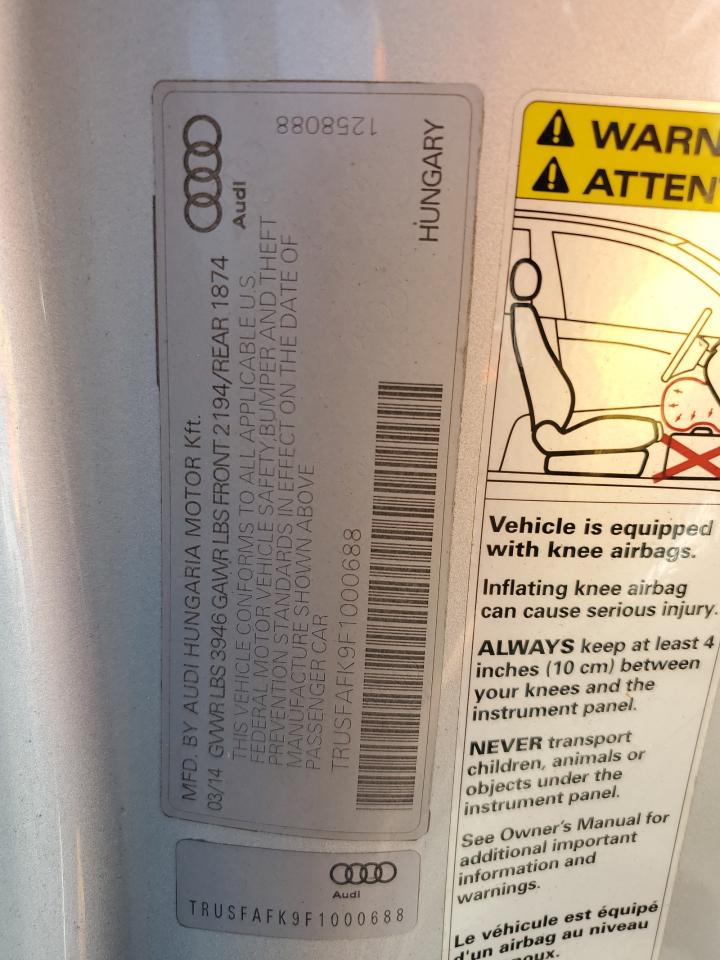 MFD. BY AUDI HUNGARIA MOTOR Kft.
03/14 GVWR LBS 3946 GAWR LBS FRONT 2194/REAR 1874
THIS VEHICLE CONFORMS TO ALL APPLICABLE U.S.
FEDERAL MOTOR VEHICLE SAFETY,BUMPER AND THEFT
PREVENTION STANDARDS IN EFFECT ON THE DATE OF
MANUFACTURE SHOWN ABOVE
PASSENGER CAR
TRUSFAFK9F1000688
Audi
1258088
HUNGARY
Audi
TRUSFAFK9F1000688
WARN
ATTEN
Vehicle is equipped
with knee airbags.
Inflating knee airbag
can cause serious injury.
ALWAYS keep at least 4
inches (10 cm) between
your knees and the
instrument panel.
NEVER transport
children, animals or
objects under the
instrument panel.
See Owner's Manual for
additional important
information and
warnings.
Le véhicule est équipé
d'un airbag au niveau